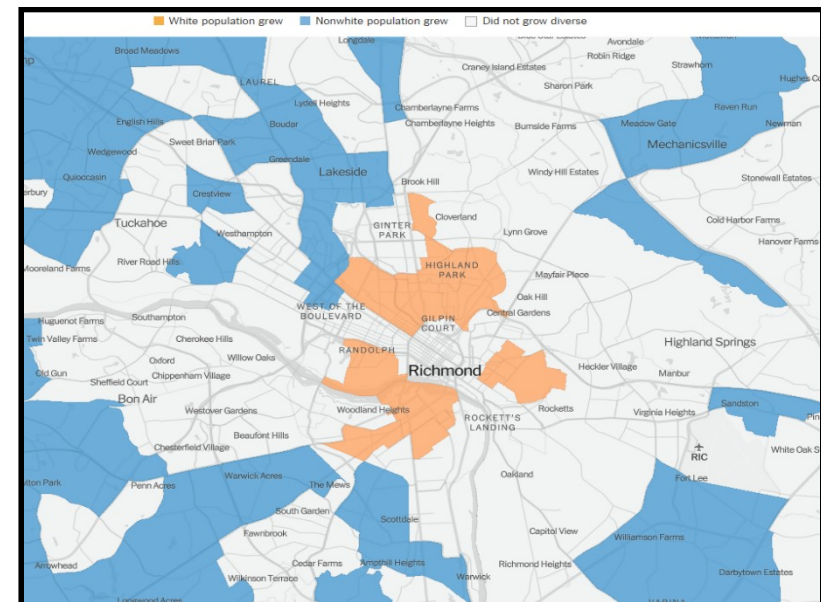 White population grew
Nonwhite population grew
Did not grow diverse
Longdale
Avondale
Broad Meadows
Robin Ridge
Craney Island Estates
Strawhorn
LAUREL
Sharon Park
Hughes
Lydell Heights
Chamberlayne Farms
Raven Run
English Hills
Bouder
Chamberlayne Heights
Burnside Farms
Meadow Gate
Newman
Sweet Briar Park
Mechanicsville
Wedgewood
Greendale
Lakeside
Windy Hill Estates
Quioccasin
Brook Hill
Stonewall Estates
erbury
Crestview
Tuckahoe
GINTER
PARK
Cloverland
Cold Harbor Farms
Westhampton
Lynn Grove
Hanover Farms
Mooreland Farms
River Road Hills
HIGHLAND
PARK
Mayfair Place
Oak Hill
WEST OF THE
BOULEVARD
Central Gardens
Huguenot Farms
Southampton
GILPIN
COURT
Twin Valley Farms
Cherokee Hills
Highland Springs
RANDOLPH
Oxford
Willow Oaks
Old Gun
Chippenham Village
Richmond
Heckler Village
Manbur
Sheffield Court
Bon Air
Westover Gardens
Woodland Heights
ROCKETT'S
LANDING
Rocketts
Virginia Heights
Sandston
Beaufont Hills
Chesterfield Village
RIC
White Oak S
Warwick Acres
Oakland
Fort Lee
yton Park
Penn Acres
The Mews
South Garden
Scottdale
Fawnbrook
Capitol View
Williamson Farms
Arrowhead
Cedar Farms
Ampthill Heights
Richmond Heights
Wilkinson Terrace
Warwick
Darbytown Estates
Longwood Acres
VARINA